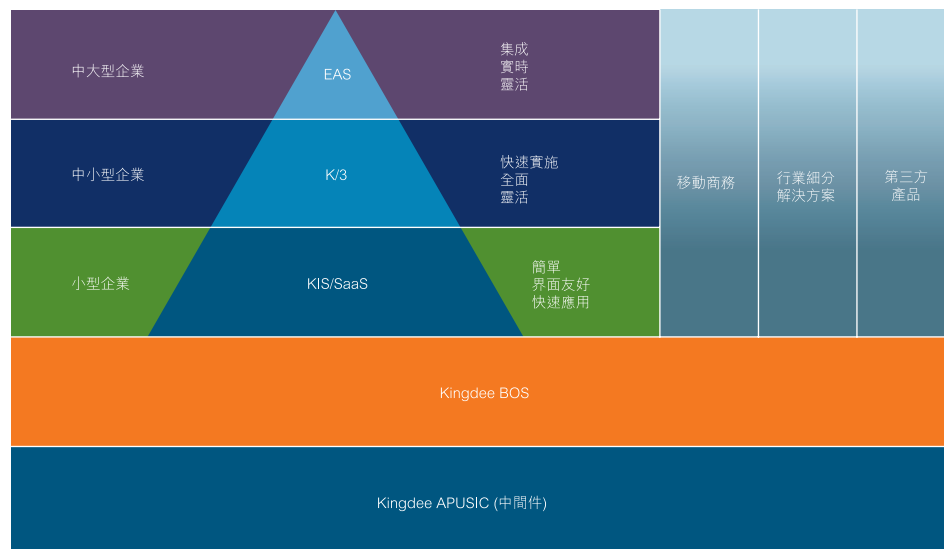 中大型企業
EAS
集成
實時
靈活
中小型企業
K/3
快速實施
全面
靈活
小型企業
KIS/SaaS
簡單
界面友好
快速應用
移動商務
行業細分
解決方案
第三方
產品
Kingdee BOS
Kingdee APUSIC (中間件)